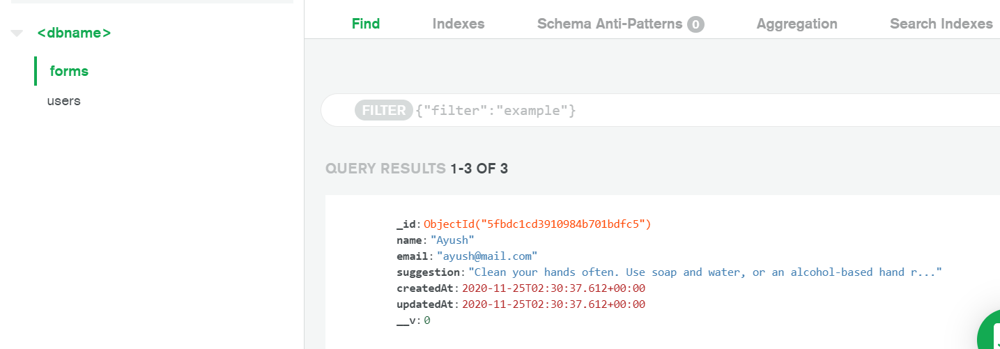 <dbname>
forms
users
Find Indexes Schema Anti-Patterns 0 Aggregation Search Indexes
FILTER {"filter":"example"}
QUERY RESULTS 1-3 OF 3
_id: ObjectId("5fbdc1cd3910984b701bdfc5")
name: "Ayush"
email: "ayush@mail.com"
suggestion: "Clean your hands often. Use soap and water, or an alcohol-based hand r..."
createdAt: 2020-11-25T02:30:37.612+00:00
updatedAt: 2020-11-25T02:30:37.612+00:00
__v: 0